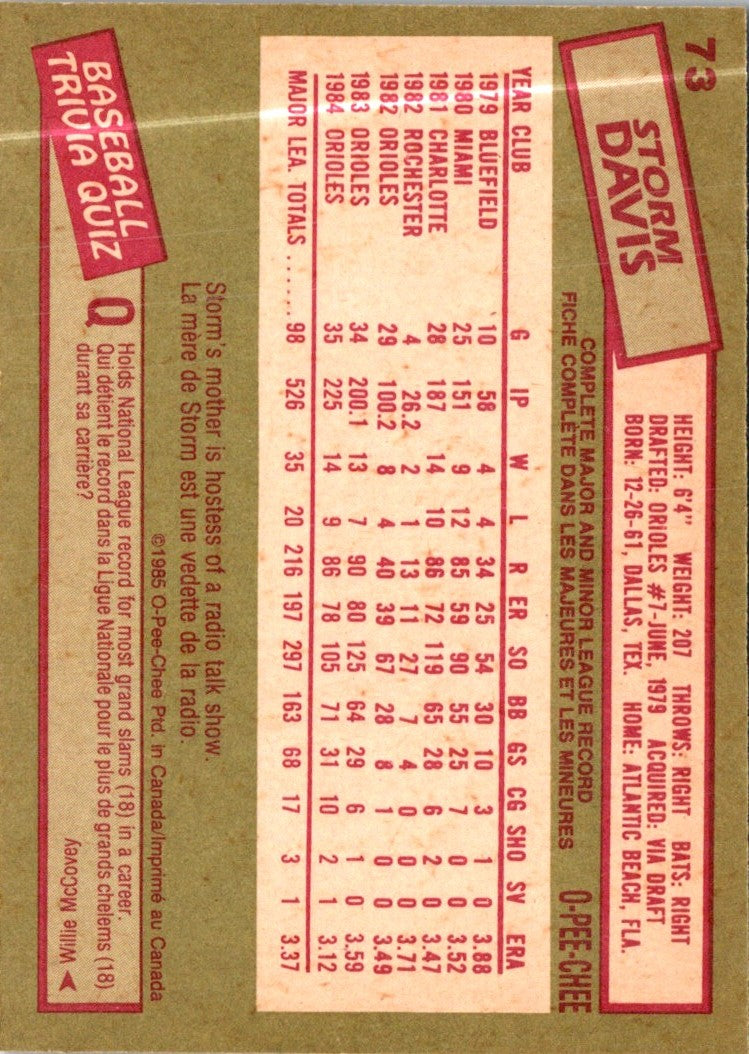 73
STORM
DAVIS
HEIGHT: 6'4" WEIGHT: 207 THROWS: RIGHT BATS: RIGHT
DRAFTED: ORIOLES #7-JUNE, 1979 ACQUIRED: VIA DRAFT
BORN: 12-26-61, DALLAS, TEX. HOME: ATLANTIC BEACH, FLA.
COMPLETE MAJOR AND MINOR LEAGUE RECORD
FICHE COMPLÈTE DANS LES MAJEURES ET LES MINEURES
O-PEE-CHEE
YEAR CLUB G IP W L R ER SO BB GS CG SHO SV ERA
1979 BLUEFIELD 10 58 4 4 34 25 54 30 10 3 1 0 3.88
1980 MIAMI 25 151 9 12 85 59 90 55 25 7 0 0 3.52
1981 CHARLOTTE 28 187 14 10 86 72 119 65 28 6 2 0 3.47
1982 ROCHESTER 4 26.2 2 1 13 11 27 7 4 0 0 0 3.71
1982 ORIOLES 29 100.2 8 4 40 39 67 28 8 1 0 0 3.49
1983 ORIOLES 34 200.1 13 7 90 80 125 64 29 6 1 0 3.59
1984 ORIOLES 35 225 14 9 86 78 105 71 31 10 2 1 3.12
MAJOR LEA. TOTALS ...... 98 526 35 20 216 197 297 163 68 17 3 1 3.37
Storm's mother is hostess of a radio talk show.
La mère de Storm est une vedette de la radio.
©1985 O-Pee-Chee Ptd. in Canada/Imprimé au Canada
BASEBALL
TRIVIA QUIZ
Q
Holds National League record for most grand slams (18) in a career.
Qui détient le record dans la Ligue Nationale pour le plus de grands chelems (18)
durant sa carrière?
Willie McCovey